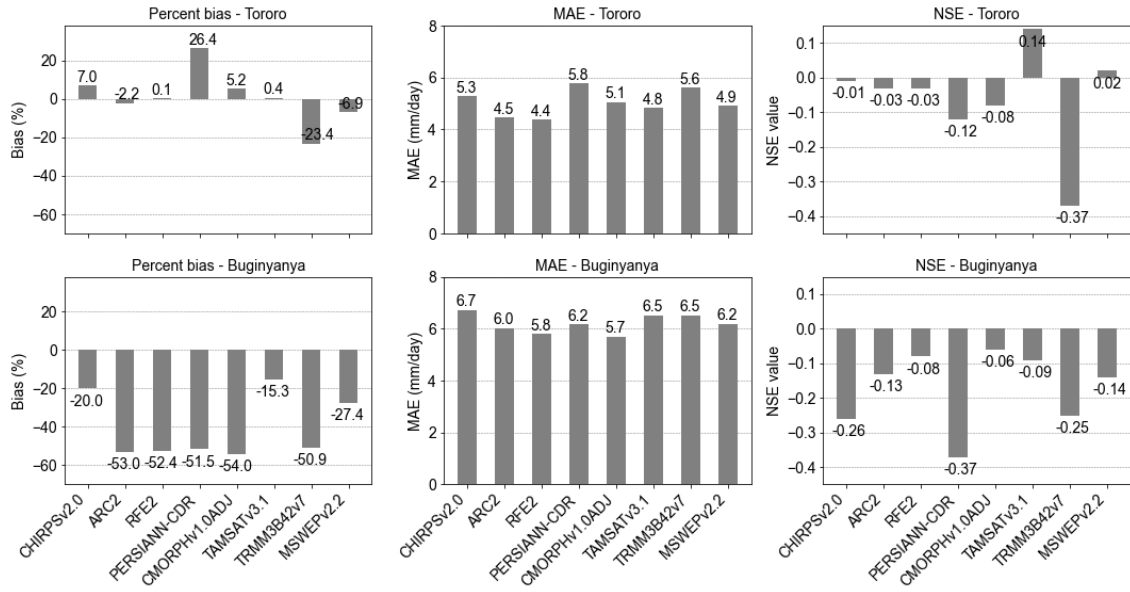 Percent bias - Tororo
Bias (%)
20
0
−20
−40
−60
7.0
-2.2
0.1
26.4
5.2
0.4
-23.4
-6.9
MAE - Tororo
MAE (mm/day)
8
6
4
2
0
5.3
4.5
4.4
5.8
5.1
4.8
5.6
4.9
NSE - Tororo
NSE value
0.1
0.0
−0.1
−0.2
−0.3
−0.4
-0.01
-0.03
-0.03
-0.12
-0.08
0.14
-0.37
0.02
Percent bias - Buginyanya
Bias (%)
20
0
−20
−40
−60
-20.0
-53.0
-52.4
-51.5
-54.0
-15.3
-50.9
-27.4
CHIRPSv2.0
ARC2
RFE2
PERSIANN-CDR
CMORPHv1.0ADJ
TAMSATv3.1
TRMM3B42v7
MSWEPv2.2
MAE - Buginyanya
MAE (mm/day)
8
6
4
2
0
6.7
6.0
5.8
6.2
5.7
6.5
6.5
6.2
CHIRPSv2.0
ARC2
RFE2
PERSIANN-CDR
CMORPHv1.0ADJ
TAMSATv3.1
TRMM3B42v7
MSWEPv2.2
NSE - Buginyanya
NSE value
0.1
0.0
−0.1
−0.2
−0.3
−0.4
-0.26
-0.13
-0.08
-0.37
-0.06
-0.09
-0.25
-0.14
CHIRPSv2.0
ARC2
RFE2
PERSIANN-CDR
CMORPHv1.0ADJ
TAMSATv3.1
TRMM3B42v7
MSWEPv2.2